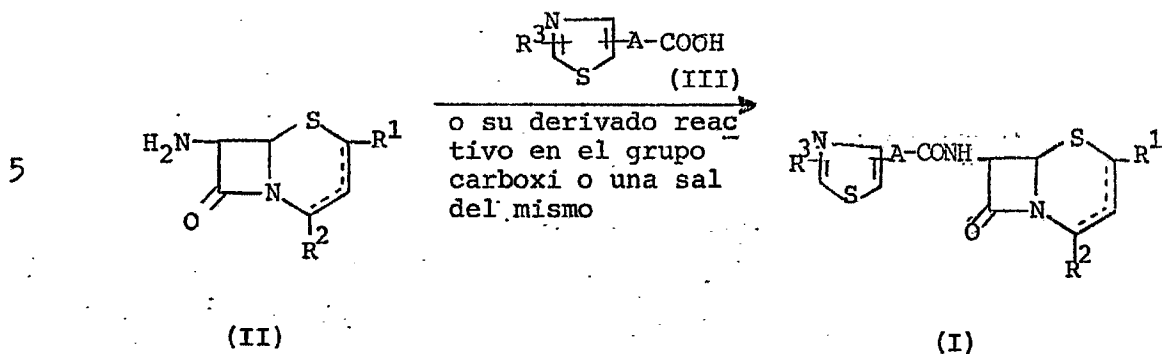 N
R³
A-COOH
S
(III)
5
H₂N
S
R¹
N
O
R²
o su derivado reac
tivo en el grupo
carboxi o una sal
del mismo
N
R³
A-CONH
S
S
R¹
N
O
R²
(II)
(I)